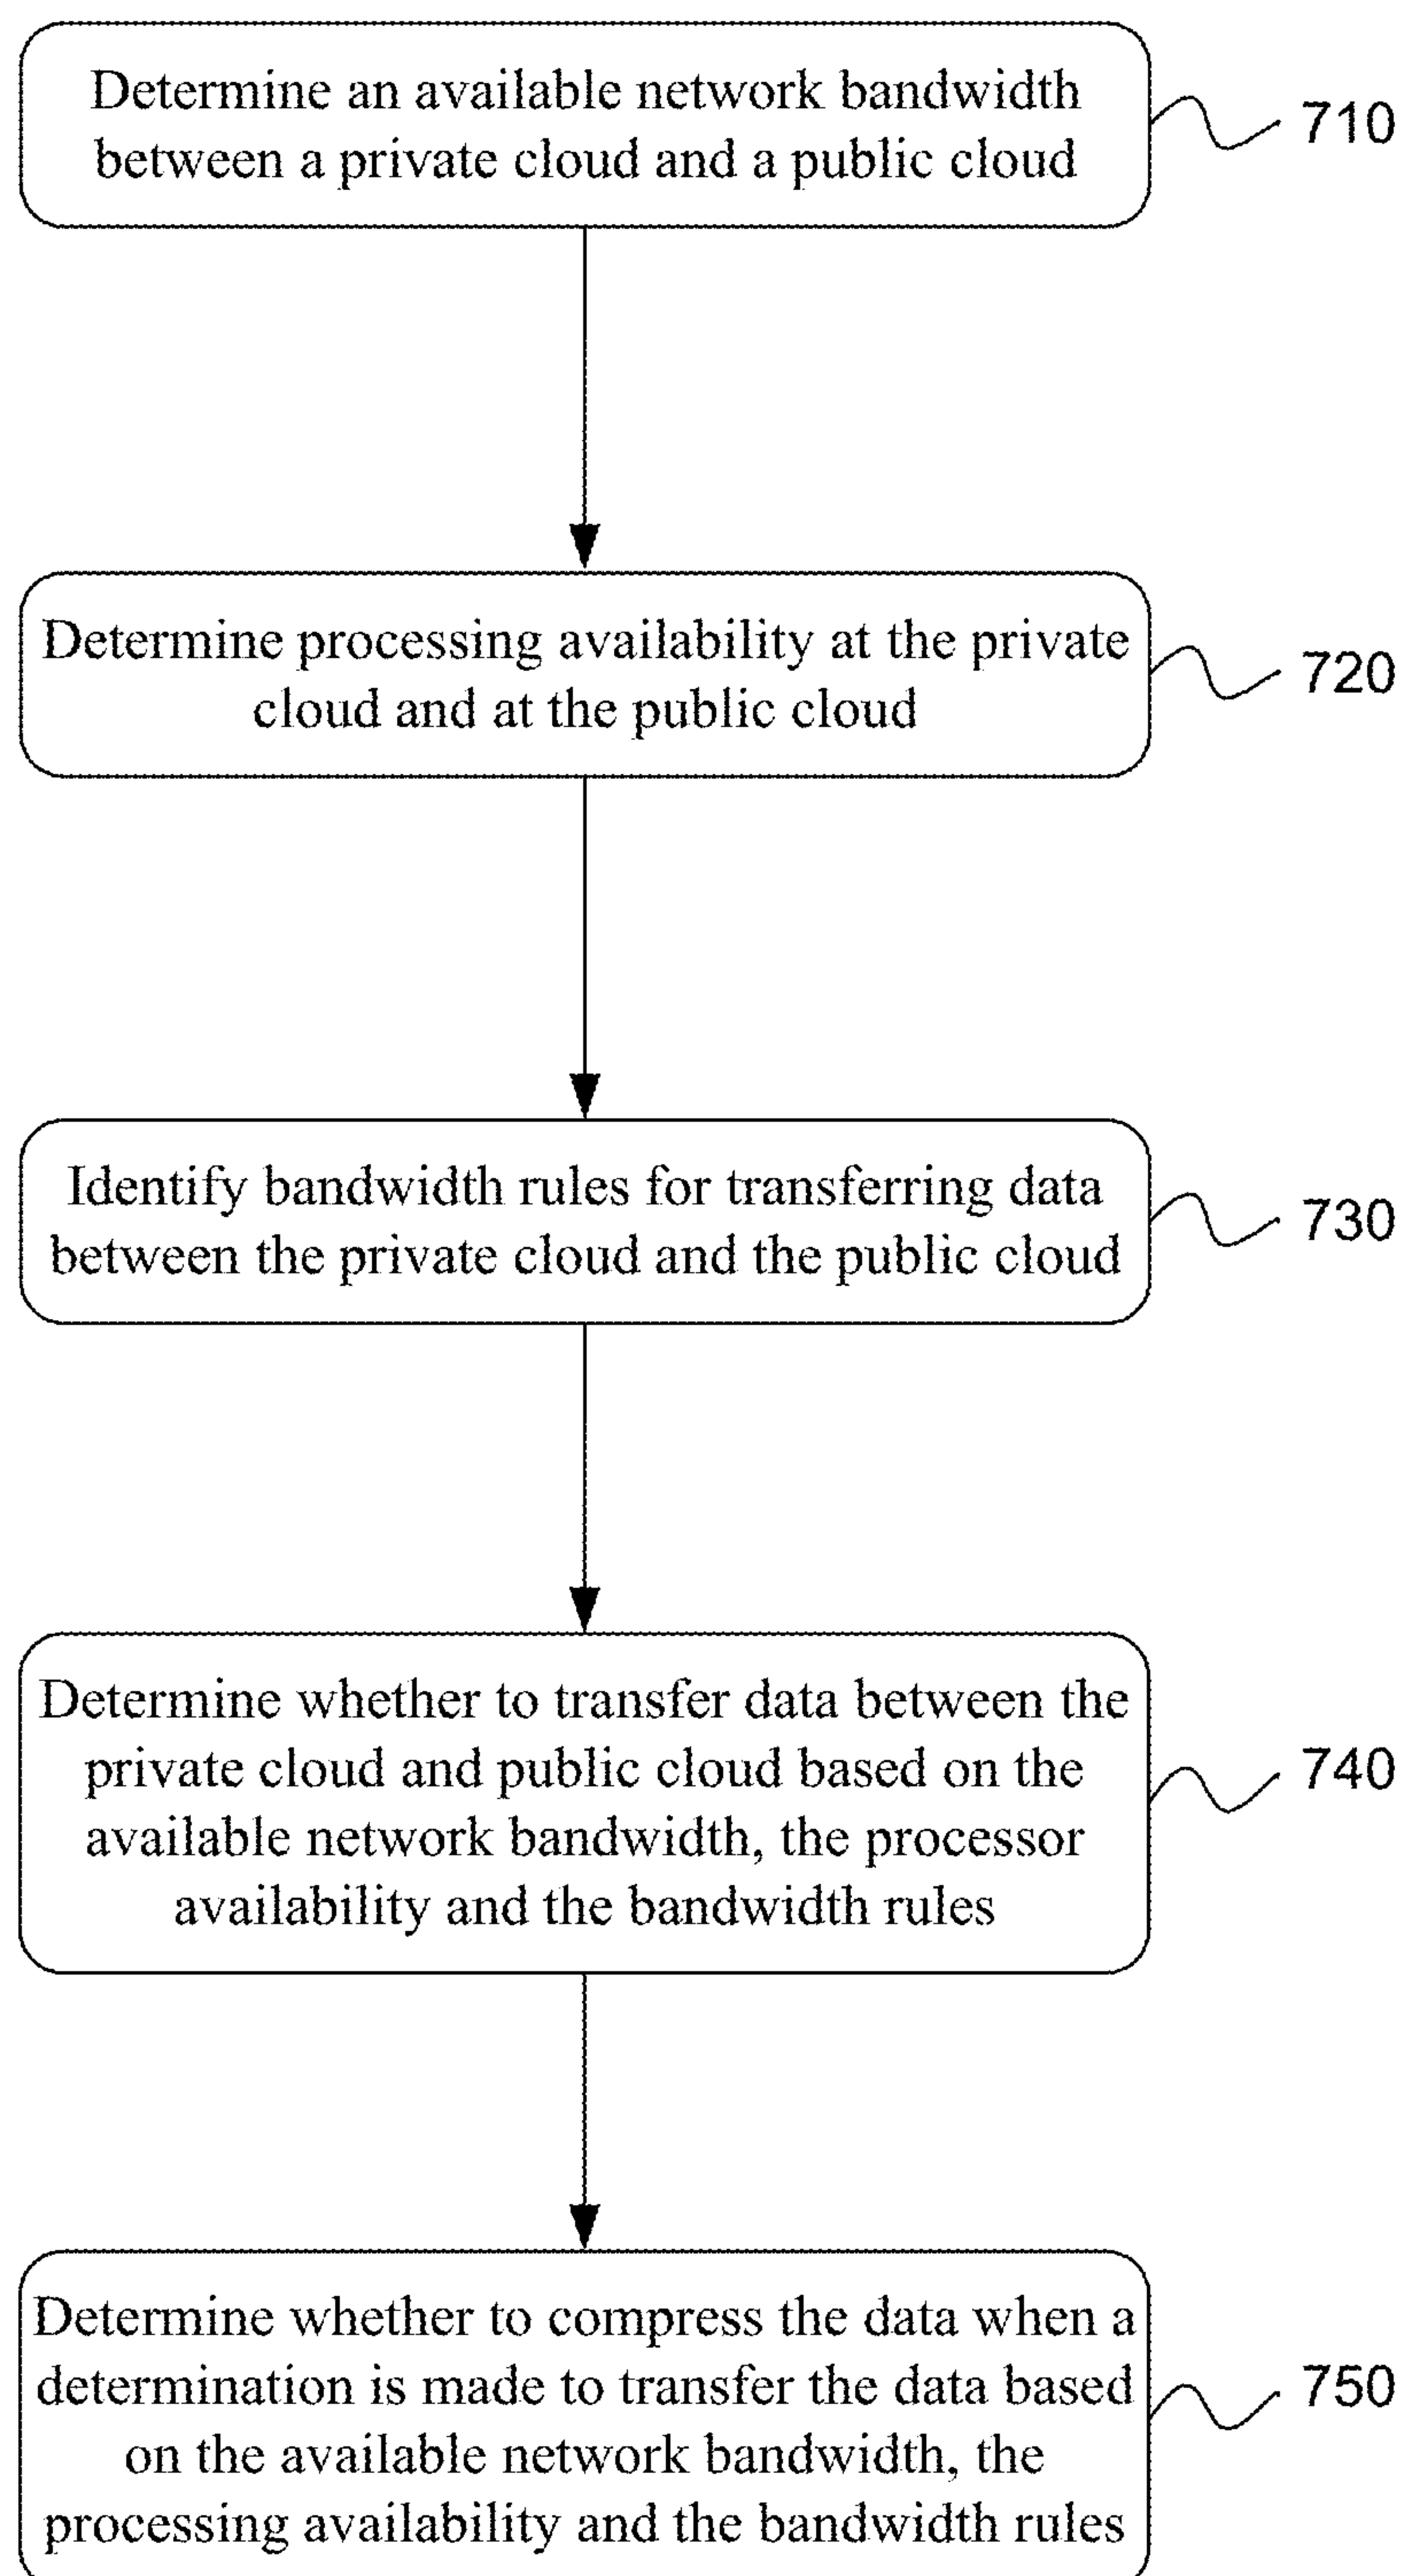 Determine an available network bandwidth
between a private cloud and a public cloud
710
Determine processing availability at the private
cloud and at the public cloud
720
Identify bandwidth rules for transferring data
between the private cloud and the public cloud
730
Determine whether to transfer data between the
private cloud and public cloud based on the
available network bandwidth, the processor
availability and the bandwidth rules
740
Determine whether to compress the data when a
determination is made to transfer the data based
on the available network bandwidth, the
processing availability and the bandwidth rules
750